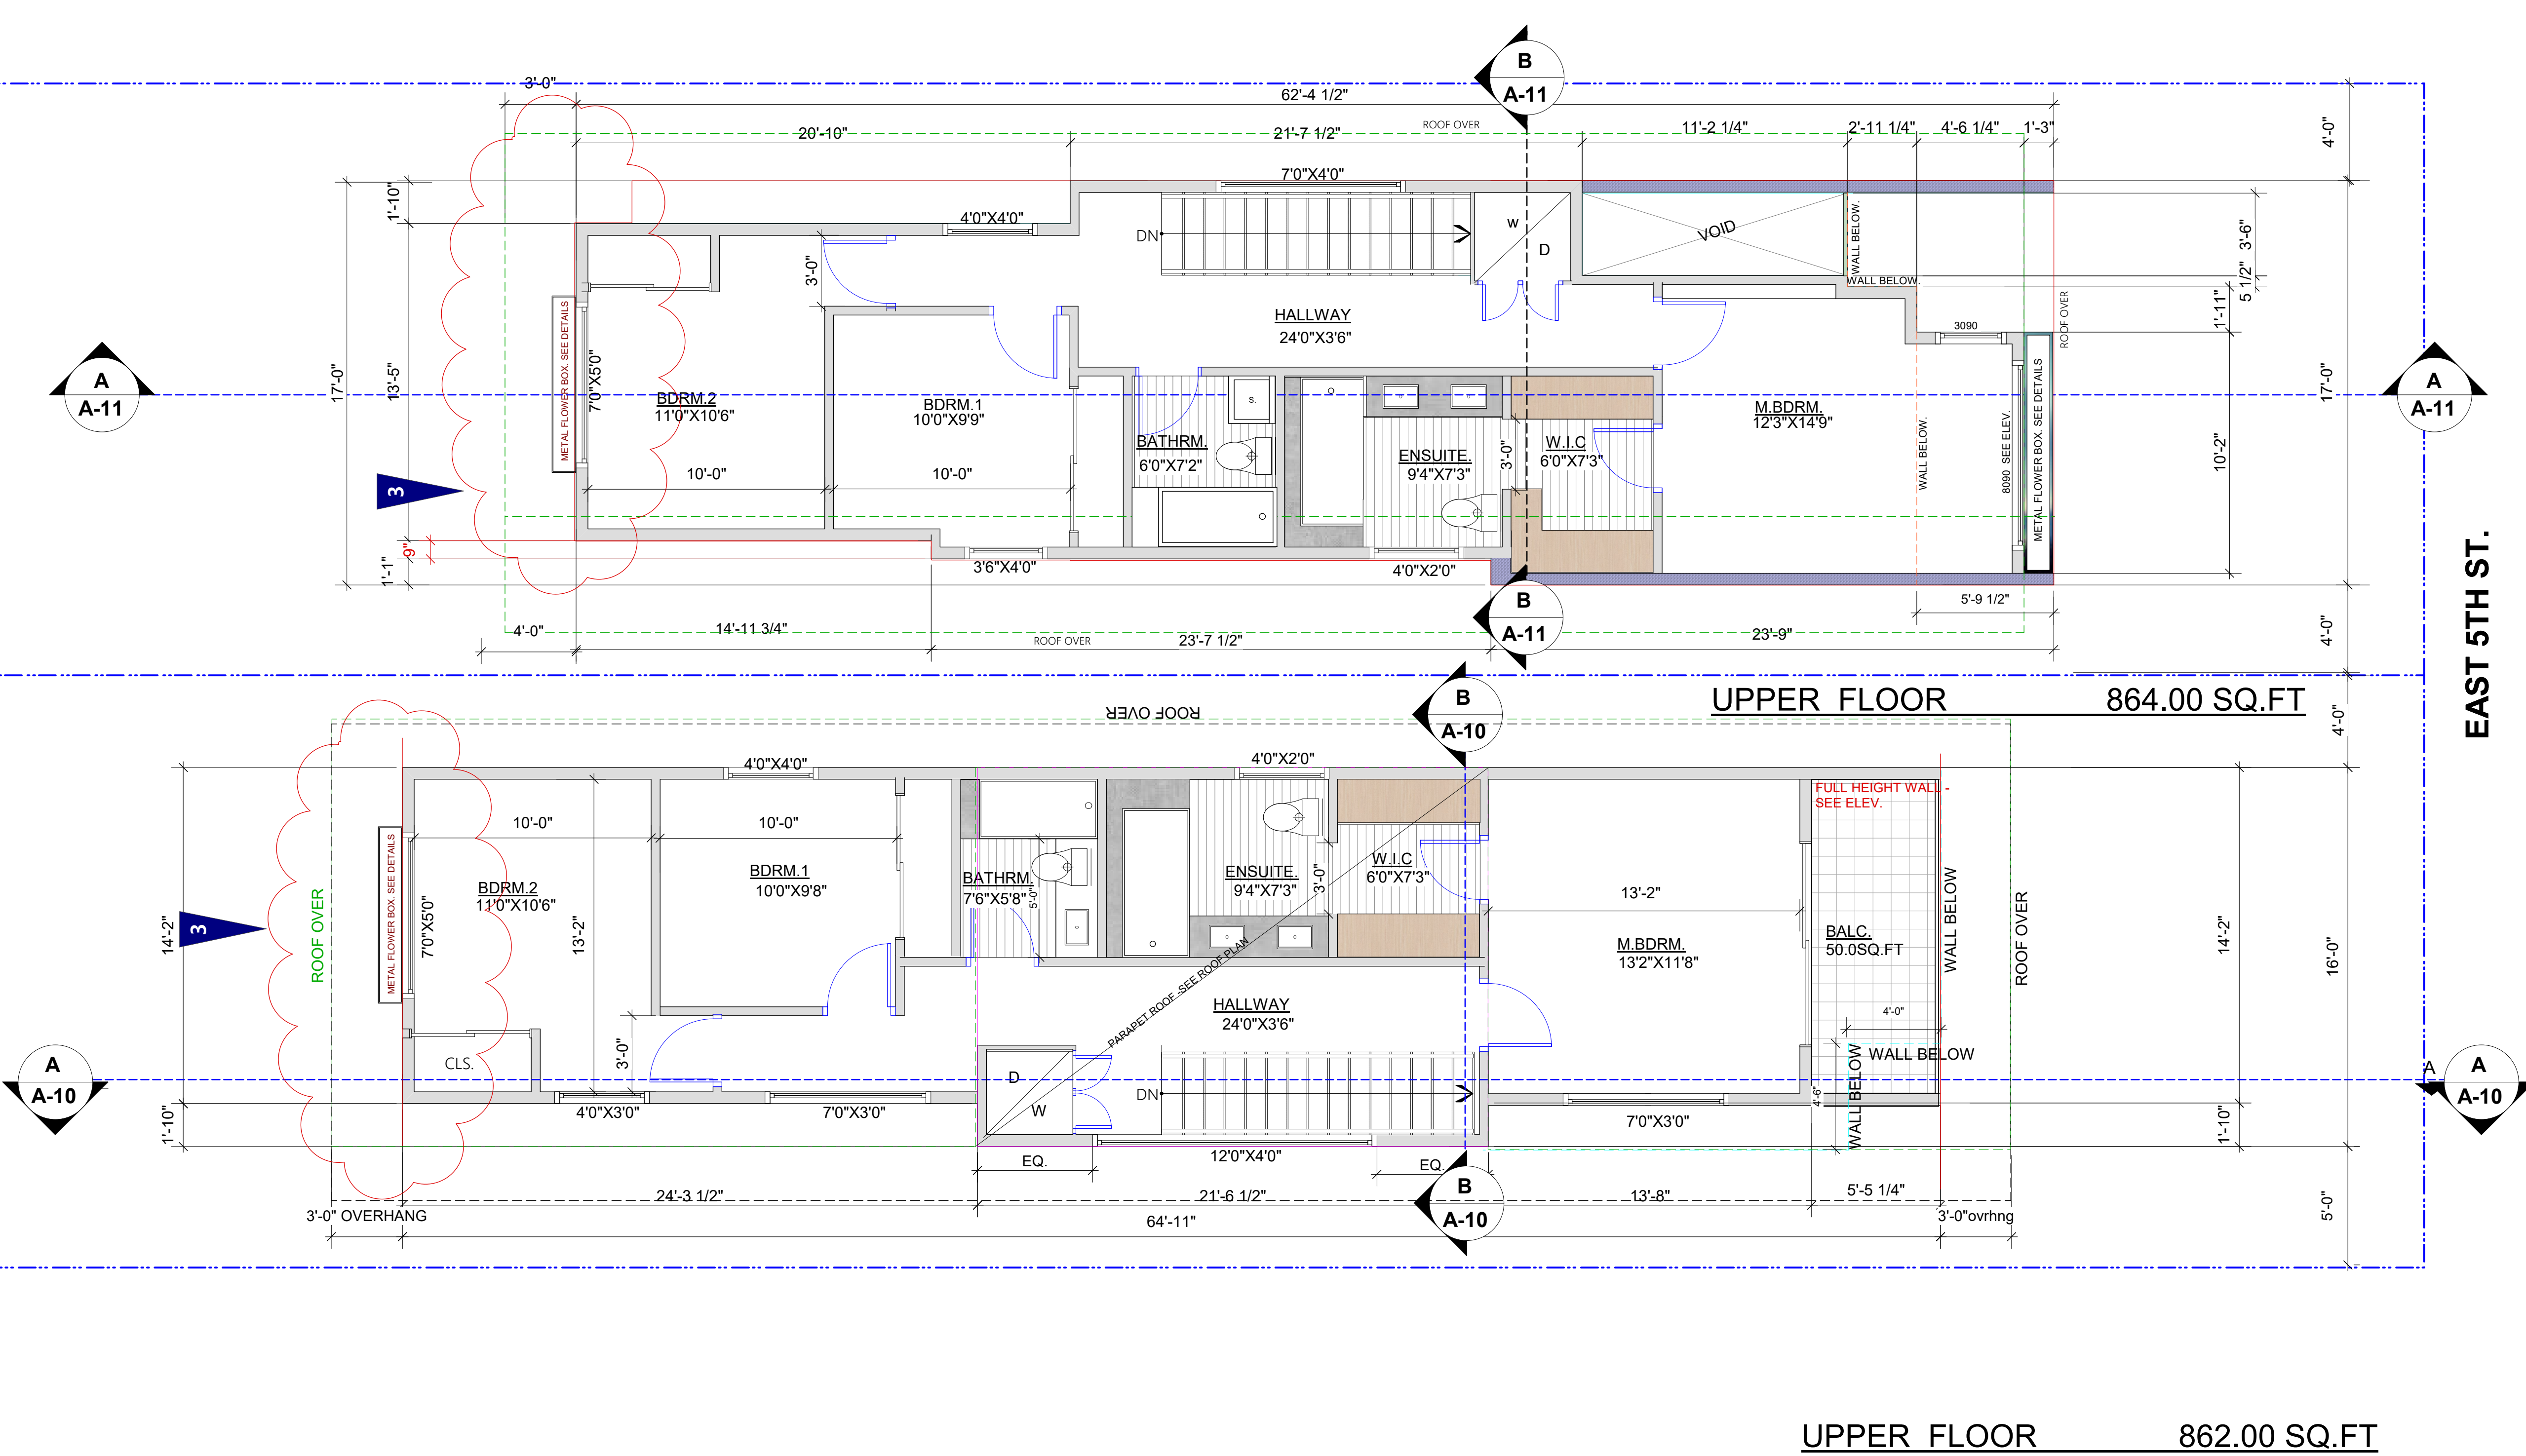 B
A-11
3'-0"
62'-4 1/2"
20'-10"
21'-7 1/2"
ROOF OVER
11'-2 1/4"
2'-11 1/4"
4'-6 1/4"
1'-3"
4'-0"
7'0"X4'0"
1'-10"
4'0"X4'0"
DN
W
D
VOID
WALL BELOW.
WALL BELOW.
3'-6"
5 1/2"
3'-0"
1'-11"
ROOF OVER
HALLWAY
24'0"X3'6"
3090
METAL FLOWER BOX. SEE DETAILS
7'0"X5'0"
17'-0"
13'-5"
A
A-11
BDRM.2
11'0"X10'6"
BDRM.1
10'0"X9'9"
S.
M.BDRM.
12'3"X14'9"
17'-0"
A
A-11
BATHRM.
6'0"X7'2"
ENSUITE.
9'4"X7'3"
3'-0"
W.I.C
6'0"X7'3"
WALL BELOW.
8090 SEE ELEV.
METAL FLOWER BOX. SEE DETAILS
10'-2"
10'-0"
10'-0"
3
9"
1'-1"
3'6"X4'0"
4'0"X2'0"
B
A-11
5'-9 1/2"
4'-0"
14'-11 3/4"
ROOF OVER
23'-7 1/2"
23'-9"
4'-0"
EAST 5TH ST.
UPPER FLOOR 864.00 SQ.FT
B
A-10
ROOF OVER
4'-0"
4'0"X4'0"
4'0"X2'0"
FULL HEIGHT WALL -
SEE ELEV.
10'-0"
10'-0"
METAL FLOWER BOX. SEE DETAILS
7'0"X5'0"
BDRM.2
11'0"X10'6"
13'-2"
BDRM.1
10'0"X9'8"
BATHRM.
7'6"X5'8"
5'-0"
ENSUITE.
9'4"X7'3"
3'-0"
W.I.C
6'0"X7'3"
13'-2"
BALC.
50.0SQ.FT
WALL BELOW
ROOF OVER
ROOF OVER
3
14'-2"
M.BDRM.
13'2"X11'8"
14'-2"
16'-0"
PARAPET ROOF -SEE ROOF PLAN
HALLWAY
24'0"X3'6"
4'-0"
WALL BELOW
WALL BELOW
4'-6"
CLS.
3'-0"
D
W
DN
A
A-10
A
A
A-10
4'0"X3'0"
7'0"X3'0"
7'0"X3'0"
1'-10"
1'-10"
12'0"X4'0"
EQ.
EQ.
B
A-10
24'-3 1/2"
21'-6 1/2"
13'-8"
5'-5 1/4"
5'-0"
3'-0" OVERHANG
64'-11"
3'-0"ovrhng
UPPER FLOOR 862.00 SQ.FT